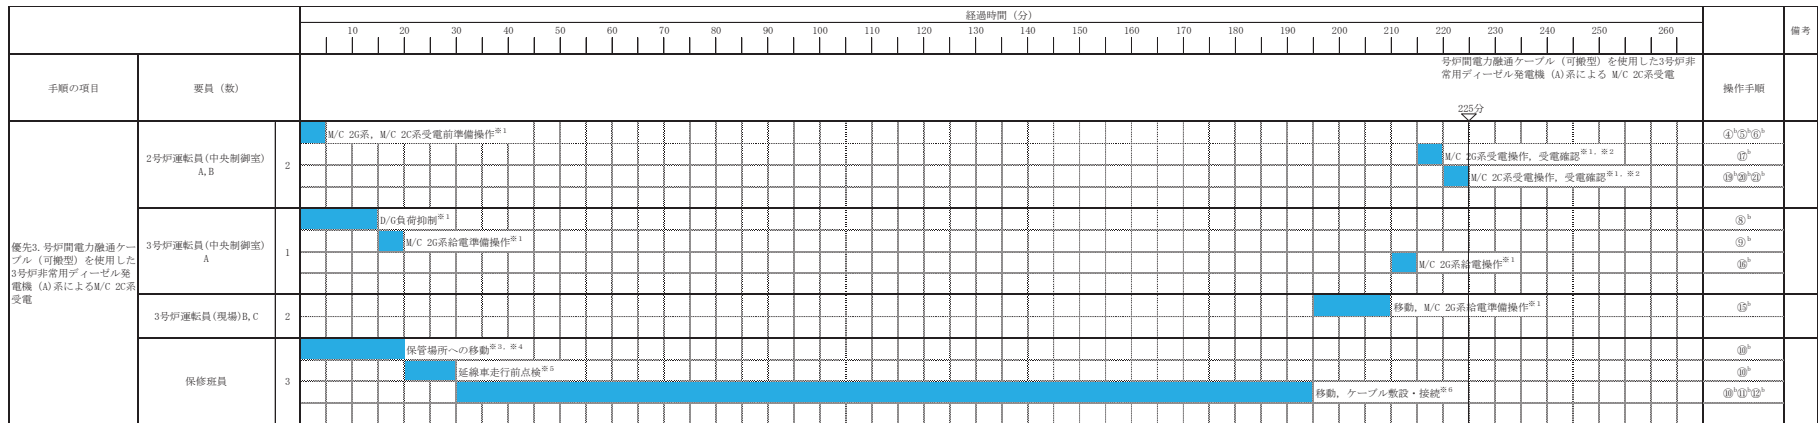 経過時間（分）
備考
10 20 30 40 50 60 70 80 90 100 110 120 130 140 150 160 170 180 190 200 210 220 230 240 250 260
手順の項目
要員（数）
号炉間電力融通ケーブル（可搬型）を使用した3号炉非
常用ディーゼル発電機（A）系による M/C 2C系受電
225分
操作手順
優先3. 号炉間電力融通ケー
ブル（可搬型）を使用した
3号炉非常用ディーゼル発
電機（A）系によるM/C 2C系
受電
2号炉運転員(中央制御室)
A,B
2
M/C 2G系，M/C 2C系受電前準備操作※1
④ᵇ⑤ᵇ⑥ᵇ
M/C 2G系受電操作，受電確認※1，※2
⑰ᵇ
M/C 2C系受電操作，受電確認※1，※2
⑲ᵇ⑳ᵇ㉑ᵇ
3号炉運転員(中央制御室)
A
1
D/G負荷抑制※1
⑧ᵇ
M/C 2G系給電準備操作※1
⑨ᵇ
M/C 2G系給電操作※1
⑯ᵇ
3号炉運転員(現場)B,C
2
移動，M/C 2G系給電準備操作※1
⑮ᵇ
保修班員
3
保管場所への移動※3，※4
⑩ᵇ
延線車走行前点検※5
⑩ᵇ
移動，ケーブル敷設・接続※6
⑩ᵇ⑪ᵇ⑫ᵇ